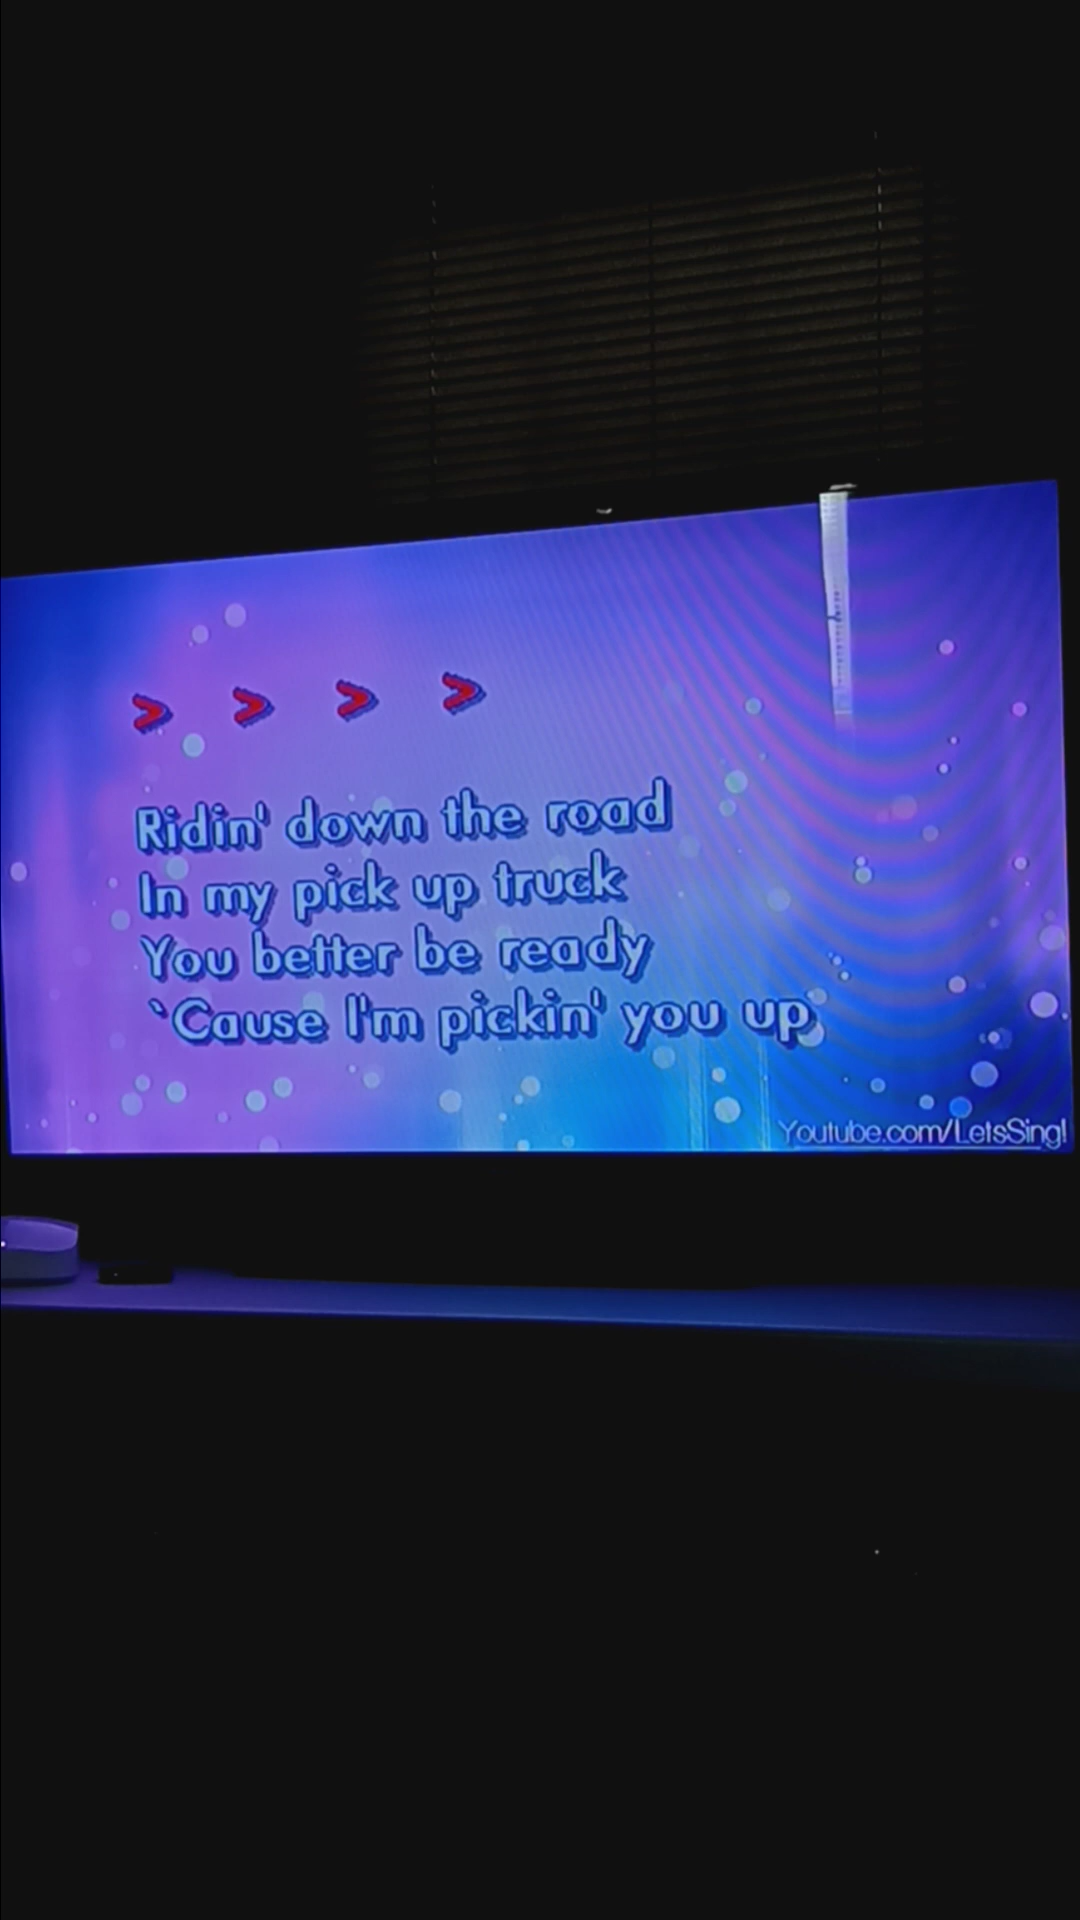 > > > >
Ridin' down the road
In my pick up truck
You better be ready
`Cause I'm pickin' you up
Youtube.com/LetsSing!